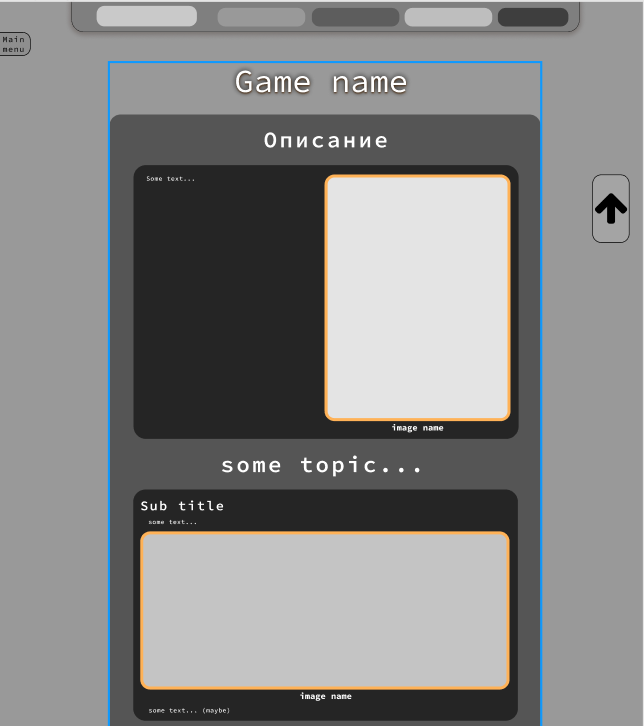 Main
menu
Game name
Описание
Some text...
image name
some topic...
Sub title
some text...
image name
some text... (maybe)